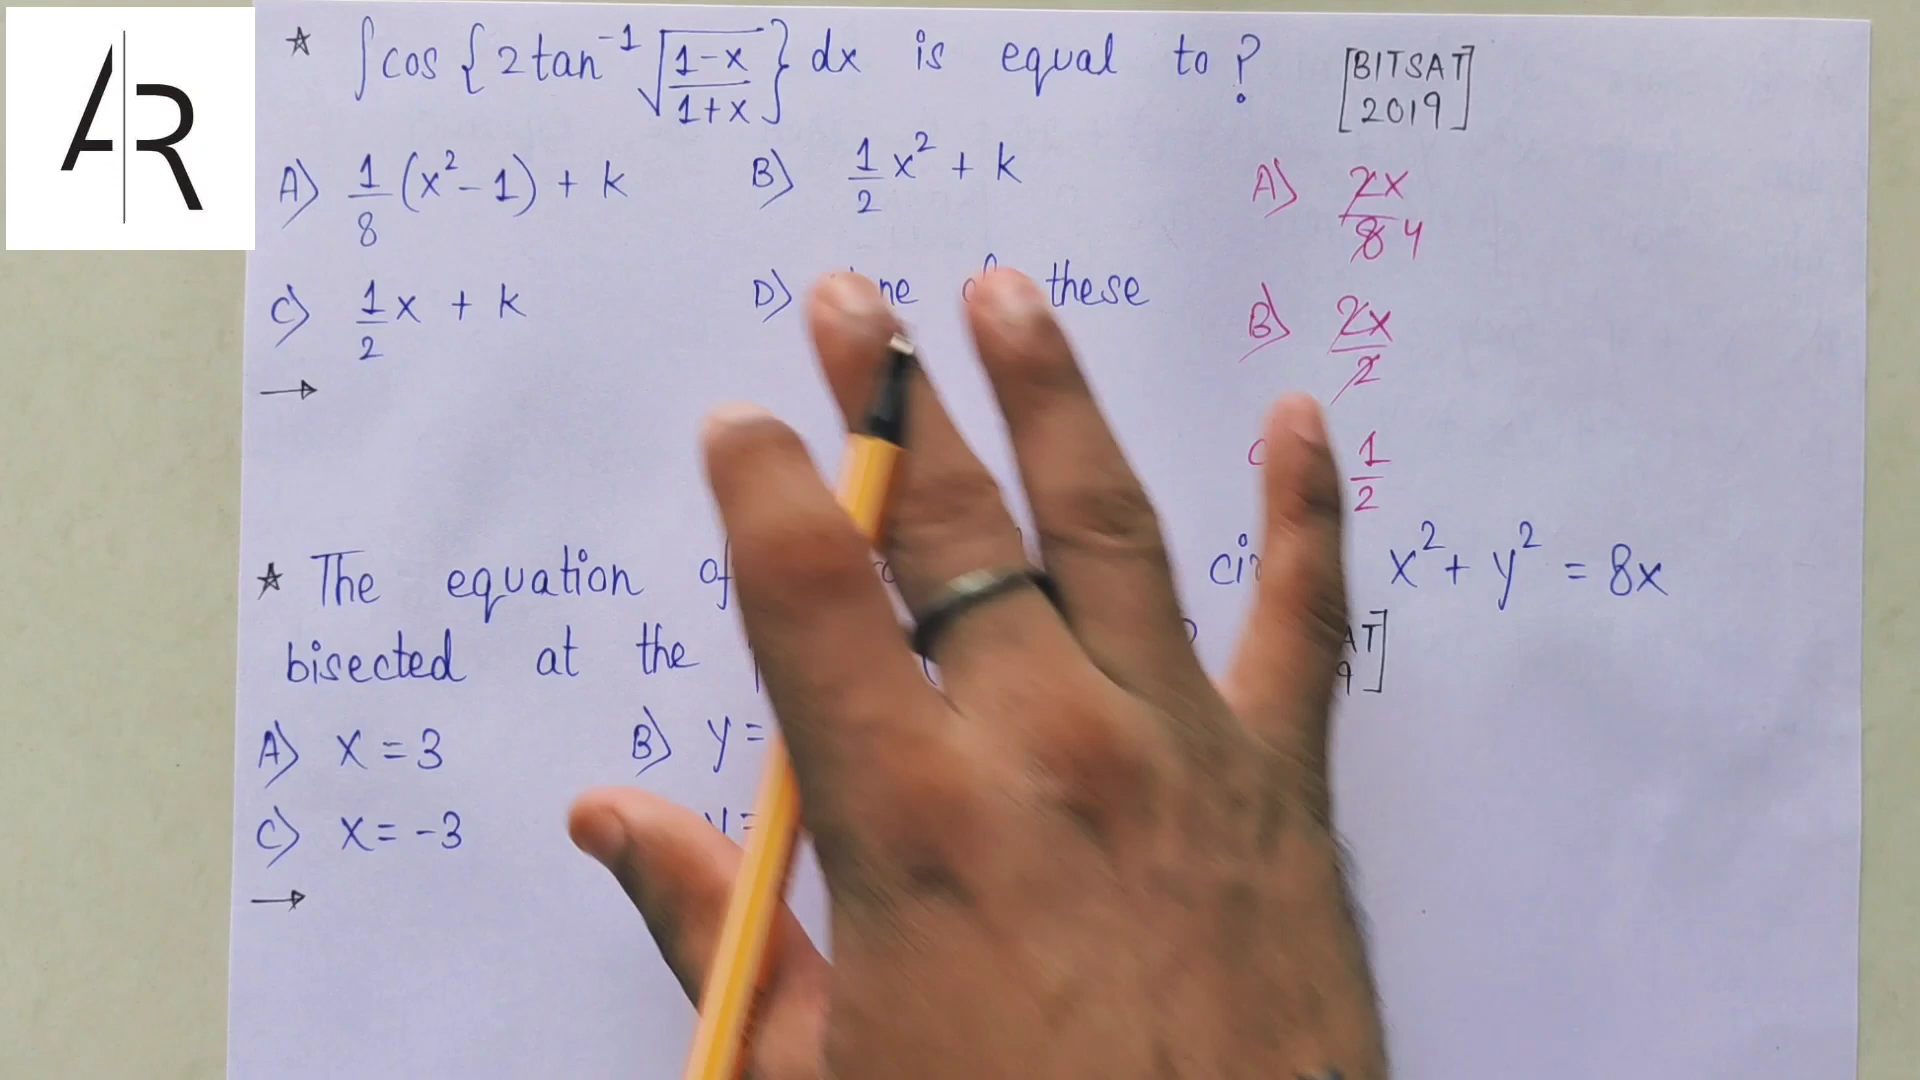 AR
☆ ∫cos {2tan⁻¹√((1-x)/(1+x))} dx is equal to ? [BITSAT 2019]
A) 1/8 (x²-1) + k B) 1/2 x² + k
C) 1/2 x + k D) these
A) 2x/8 4
B) 2x/2
1/2
☆ The equation of x² + y² = 8x
bisected at the
A) x = 3 B) y =
C) x = -3 y =